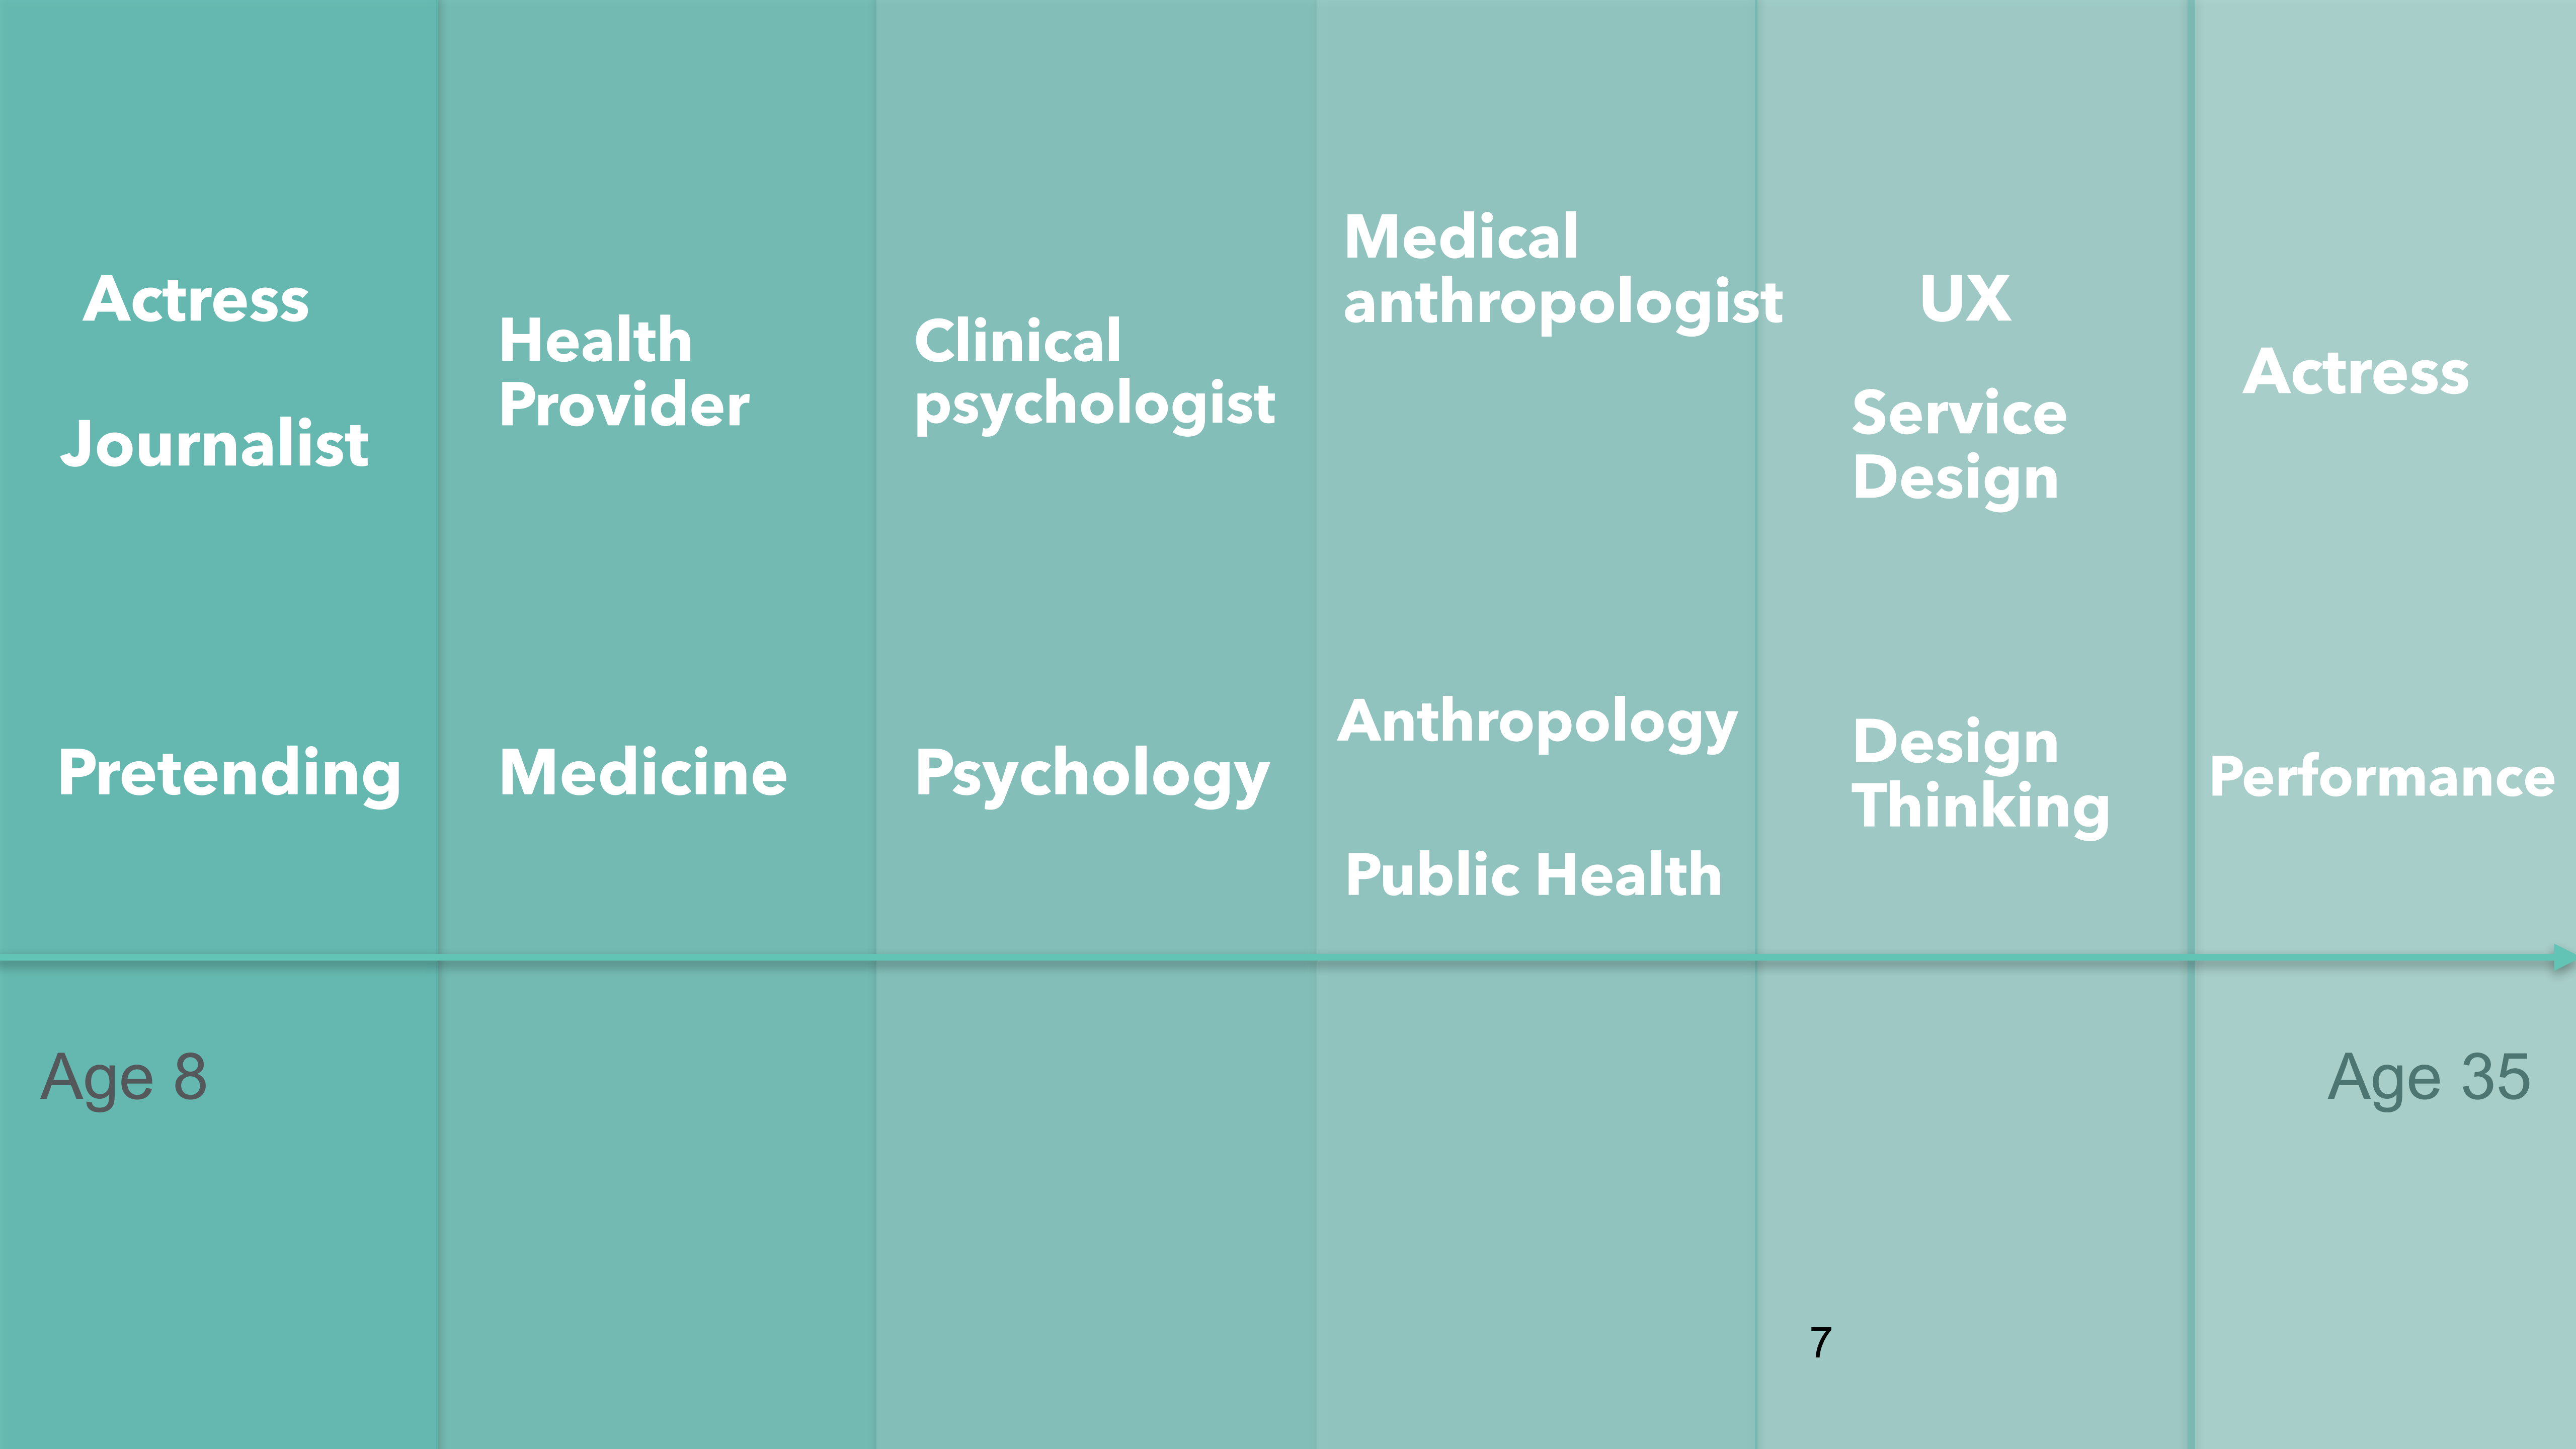 Actress
Journalist
Pretending
Health
Provider
Medicine
Clinical
psychologist
Psychology
Medical
anthropologist
Anthropology
Public Health
UX
Service
Design
Design
Thinking
Actress
Performance
Age 8
Age 35
7